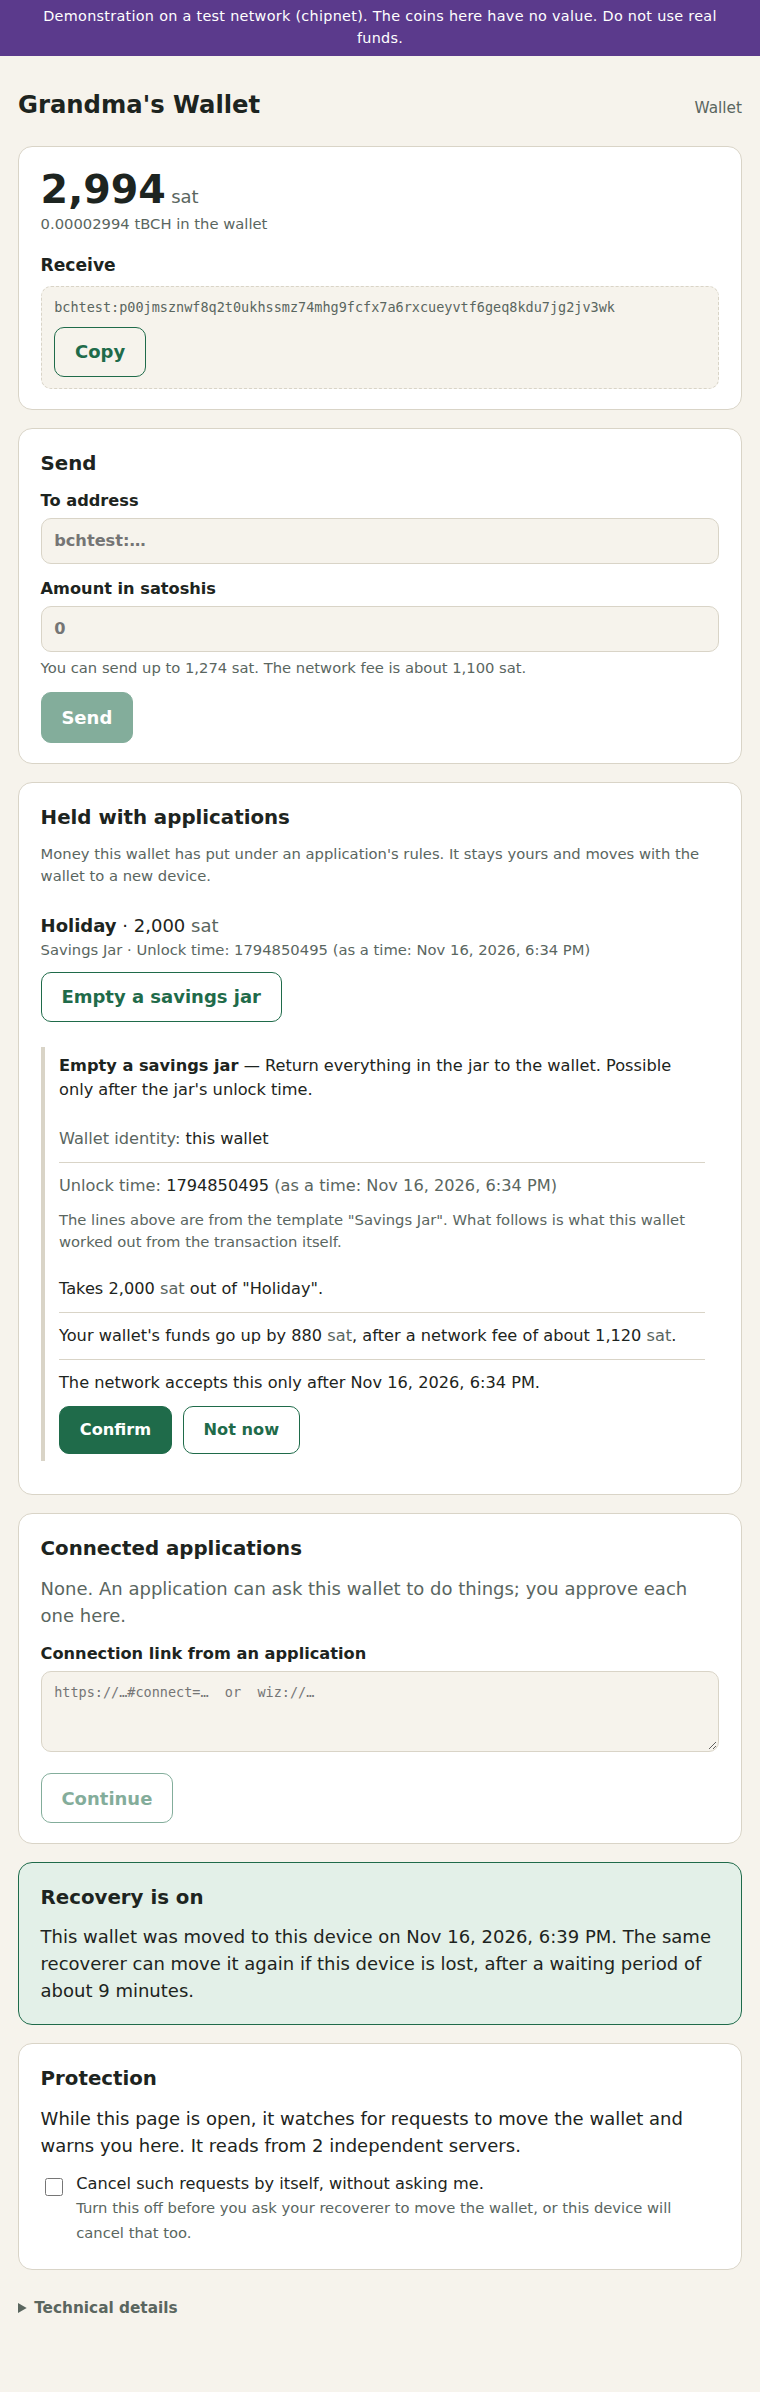 Demonstration on a test network (chipnet). The coins here have no value. Do not use real
funds.
Grandma's Wallet
Wallet
2,994 sat
0.00002994 tBCH in the wallet
Receive
bchtest:p00jmsznwf8q2t0ukhssmz74mhg9fcfx7a6rxcueyvtf6geq8kdu7jg2jv3wk
Copy
Send
To address
bchtest:…
Amount in satoshis
0
You can send up to 1,274 sat. The network fee is about 1,100 sat.
Send
Held with applications
Money this wallet has put under an application's rules. It stays yours and moves with the
wallet to a new device.
Holiday · 2,000 sat
Savings Jar · Unlock time: 1794850495 (as a time: Nov 16, 2026, 6:34 PM)
Empty a savings jar
Empty a savings jar — Return everything in the jar to the wallet. Possible
only after the jar's unlock time.
Wallet identity: this wallet
Unlock time: 1794850495 (as a time: Nov 16, 2026, 6:34 PM)
The lines above are from the template "Savings Jar". What follows is what this wallet
worked out from the transaction itself.
Takes 2,000 sat out of "Holiday".
Your wallet's funds go up by 880 sat, after a network fee of about 1,120 sat.
The network accepts this only after Nov 16, 2026, 6:34 PM.
Confirm
Not now
Connected applications
None. An application can ask this wallet to do things; you approve each
one here.
Connection link from an application
https://…#connect=…  or  wiz://…
Continue
Recovery is on
This wallet was moved to this device on Nov 16, 2026, 6:39 PM. The same
recoverer can move it again if this device is lost, after a waiting period of
about 9 minutes.
Protection
While this page is open, it watches for requests to move the wallet and
warns you here. It reads from 2 independent servers.
Cancel such requests by itself, without asking me.
Turn this off before you ask your recoverer to move the wallet, or this device will
cancel that too.
Technical details